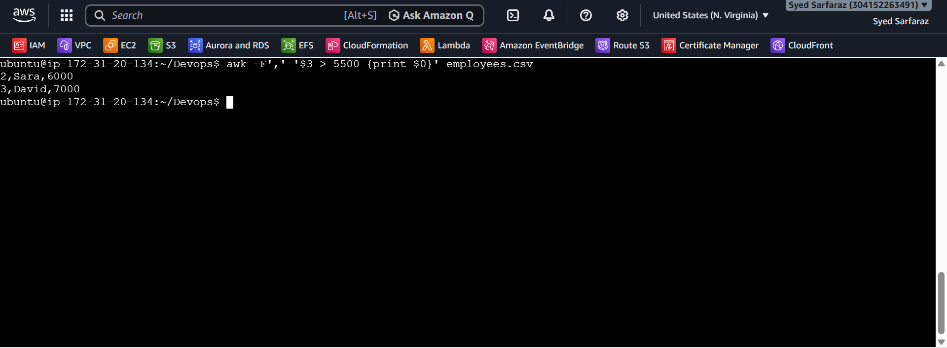 aws
Search [Alt+S] Ask Amazon Q United States (N. Virginia) ▼ Syed Sarfaraz (304152263491) ▼
Syed Sarfaraz
IAM VPC EC2 S3 Aurora and RDS EFS CloudFormation Lambda Amazon EventBridge Route 53 Certificate Manager CloudFront
ubuntu@ip-172-31-20-134:~/Devops$ awk -F',' '$3 > 5500 {print $0}' employees.csv
2,Sara,6000
3,David,7000
ubuntu@ip-172-31-20-134:~/Devops$